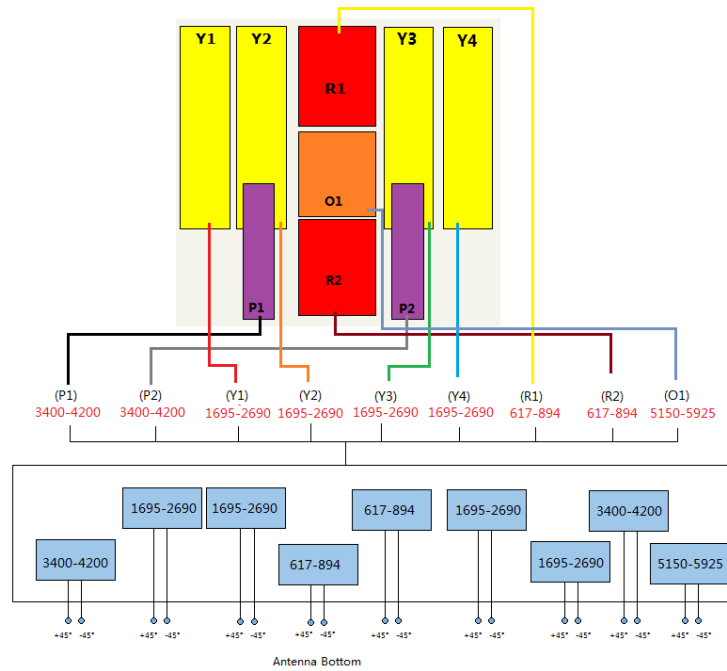 Y1 Y2 Y3 Y4
R1
O1
R2
P1 P2
(P1) (P2) (Y1) (Y2) (Y3) (Y4) (R1) (R2) (O1)
3400-4200 3400-4200 1695-2690 1695-2690 1695-2690 1695-2690 617-894 617-894 5150-5925
1695-2690 1695-2690 617-894 1695-2690 3400-4200
3400-4200 617-894 1695-2690 5150-5925
+45° -45° +45° -45° +45° -45° +45° -45° +45° -45° +45° -45° +45° -45° +45° -45° +45° -45°
Antenna Bottom